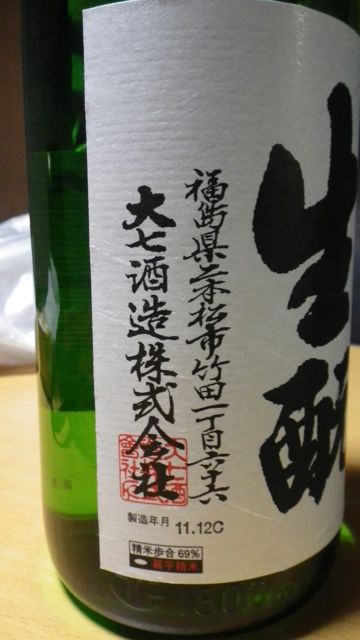 生酛
福島県二本松市竹田一丁目六十六
大七酒造株式会社
製造年月 11.12C
精米歩合 69%
扁平精米
1800m